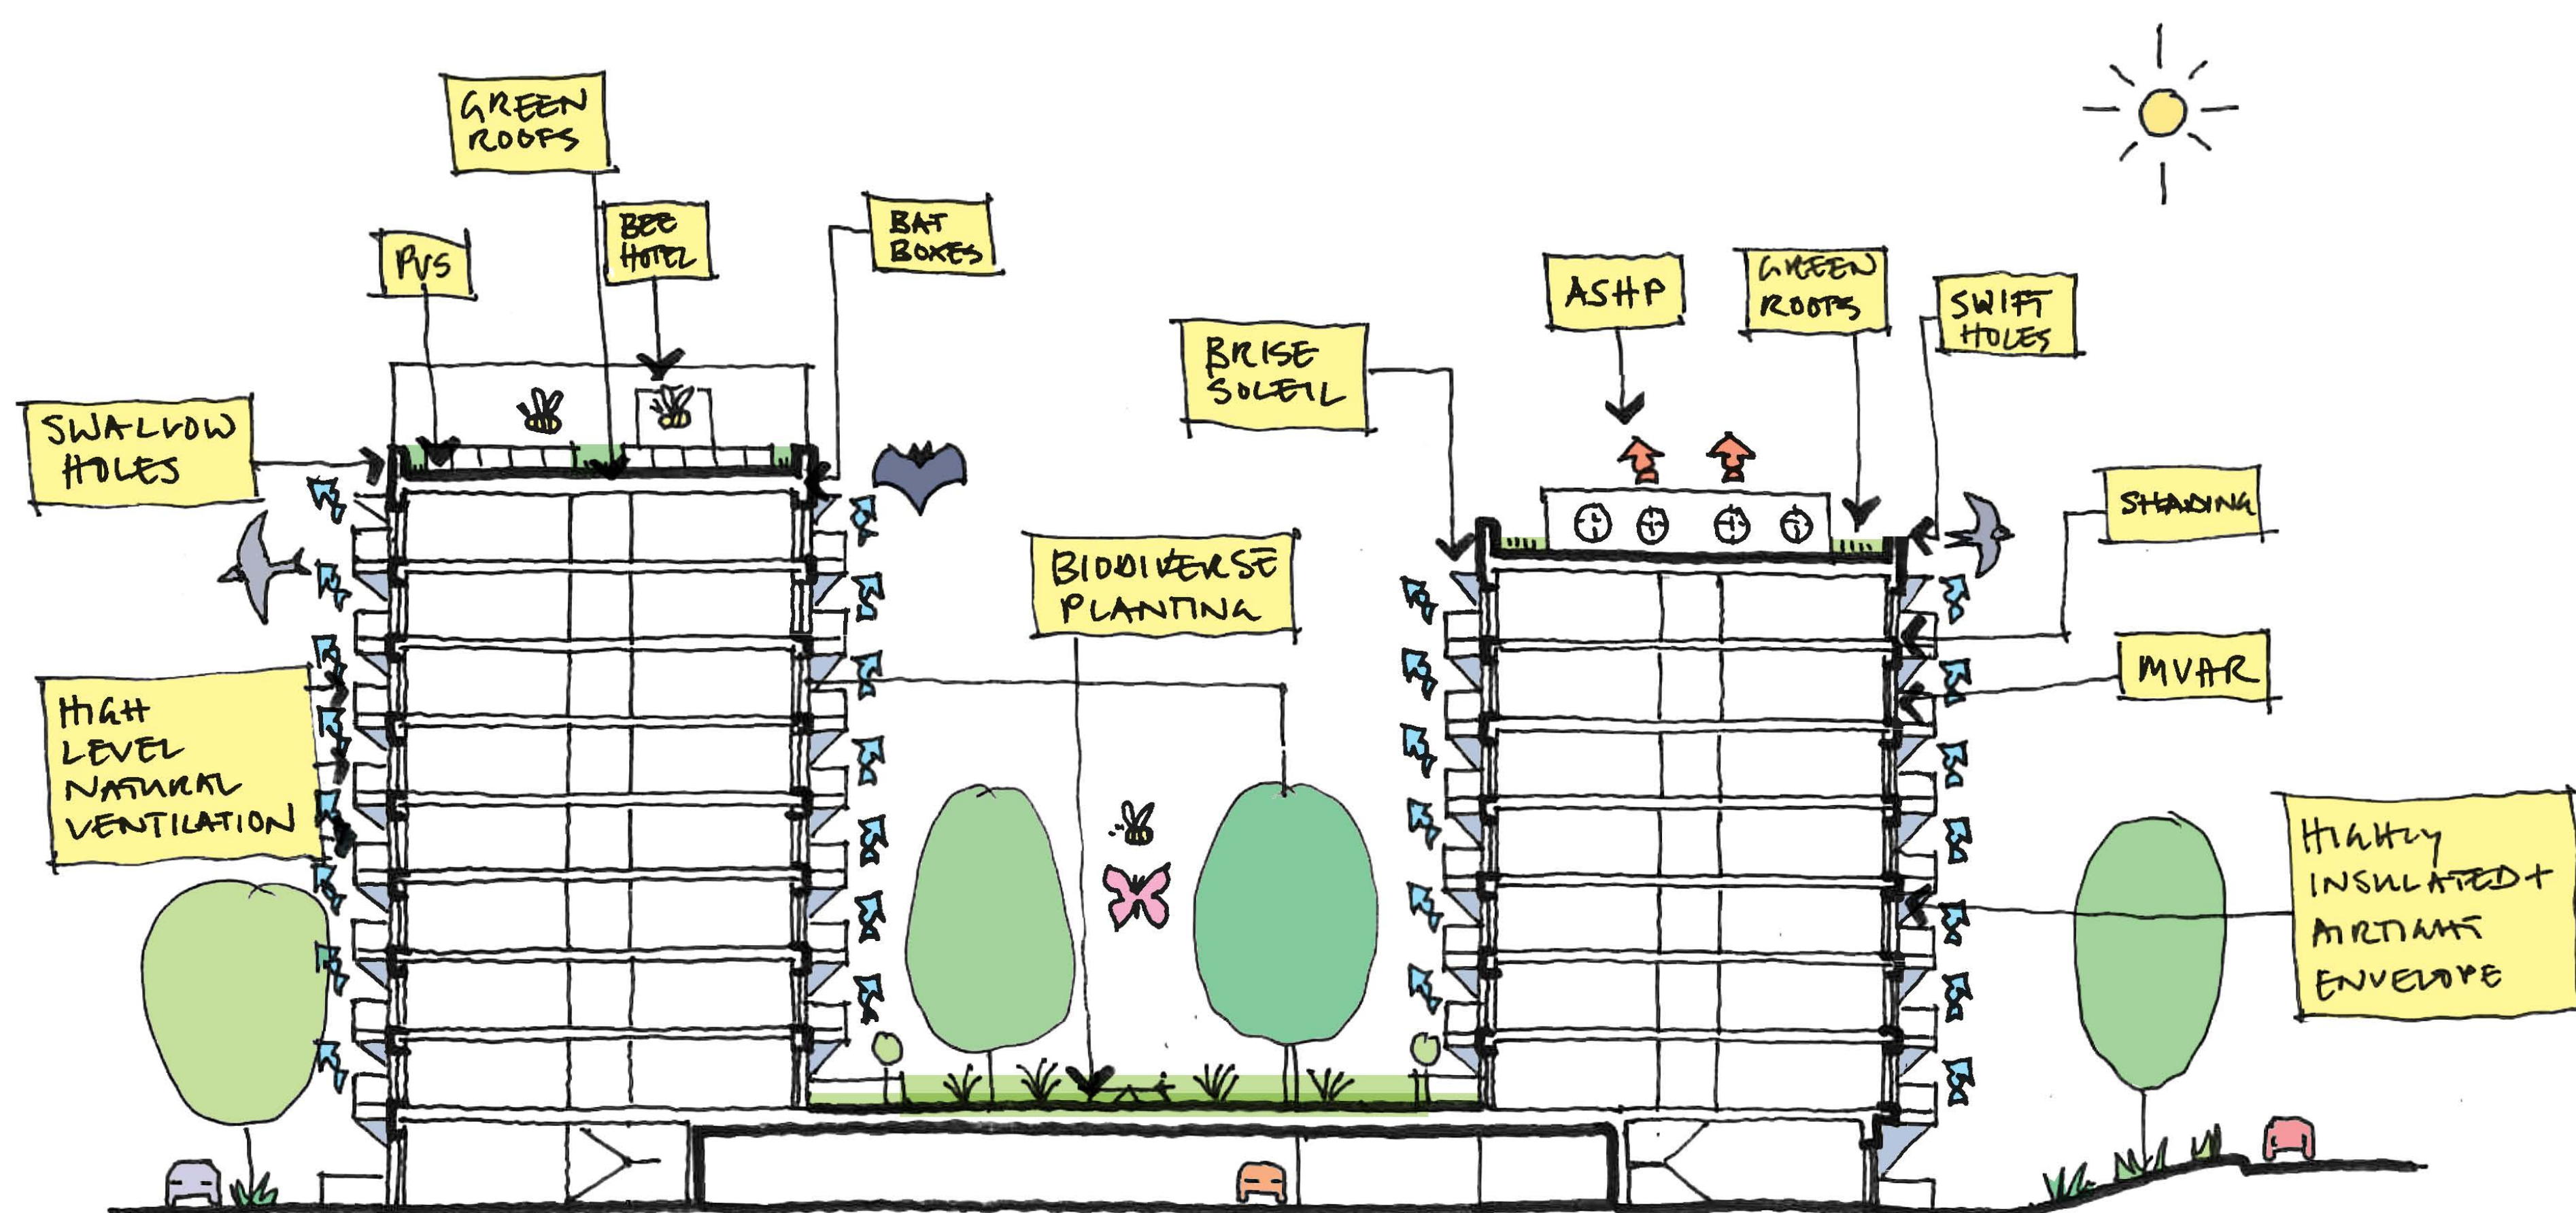 GREEN
ROOFS
PVS
BEE
HOTEL
BAT
BOXES
SWALLOW
HOLES
HIGH
LEVEL
NATURAL
VENTILATION
BIODIVERSE
PLANTING
BRISE
SOLEIL
ASHP
GREEN
ROOFS
SWIFT
HOLES
SHADING
MVHR
HIGHLY
INSULATED +
AIRTIGHT
ENVELOPE